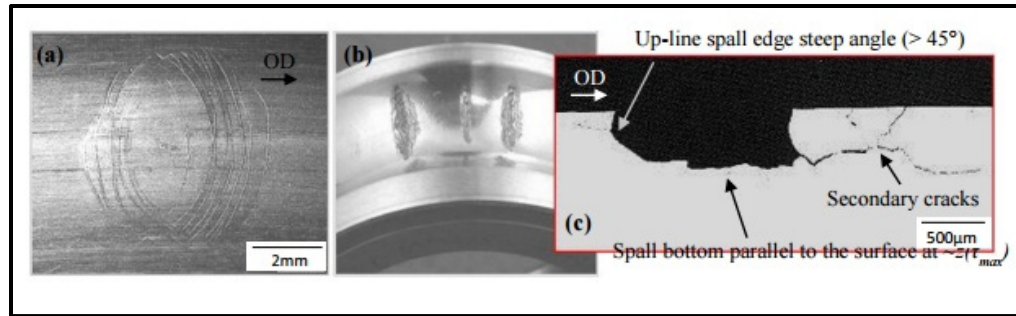 (a)
OD
2mm
(b)
Up-line spall edge steep angle (> 45°)
OD
(c)
Secondary cracks
500μm
Spall bottom parallel to the surface at ~z(τmax)